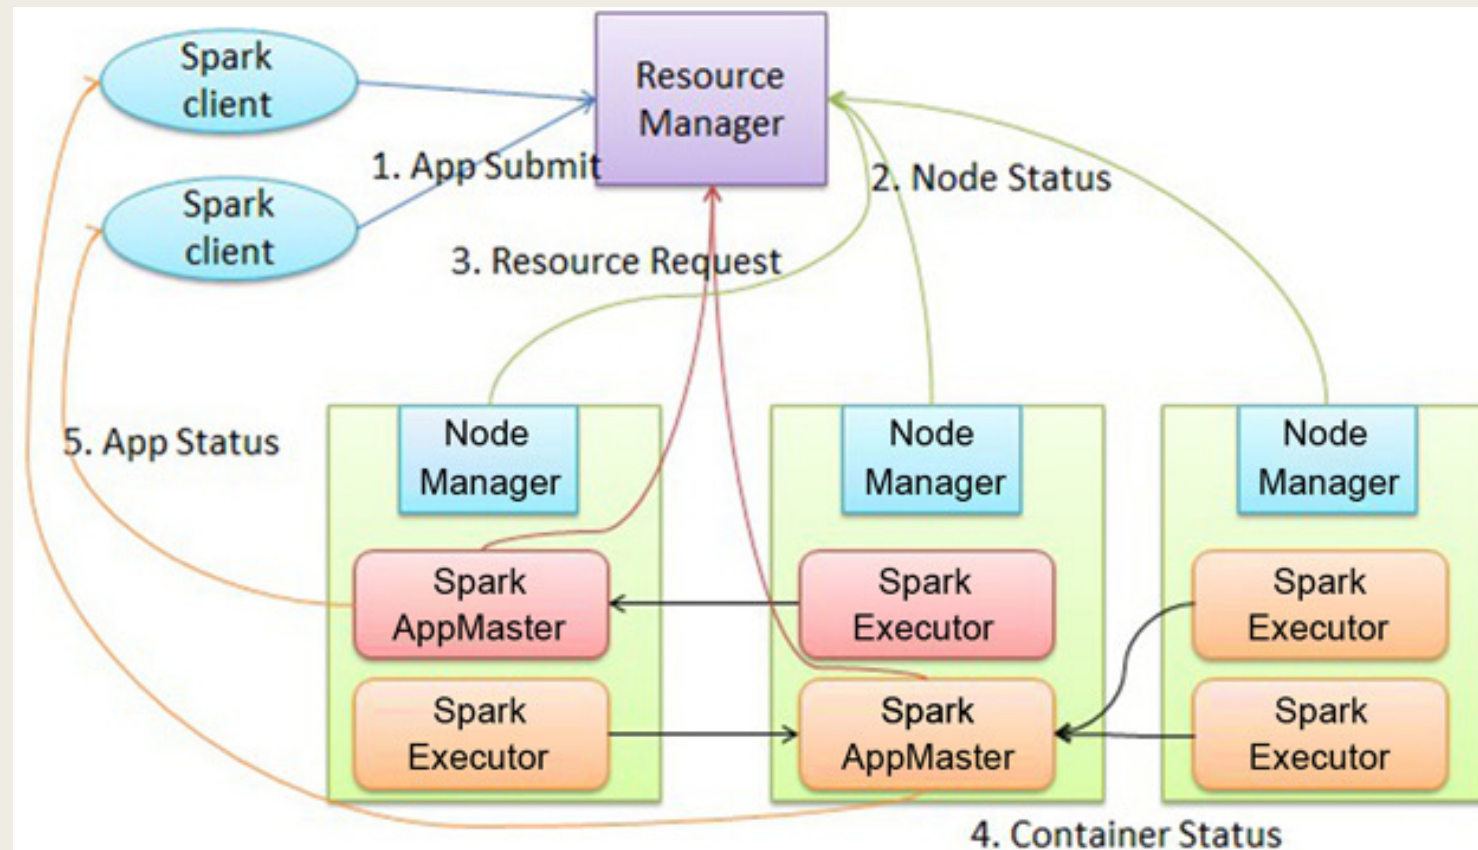 Spark
client
Resource
Manager
1. App Submit
2. Node Status
Spark
client
3. Resource Request
5. App Status
Node
Manager
Node
Manager
Node
Manager
Spark
AppMaster
Spark
Executor
Spark
Executor
Spark
Executor
Spark
AppMaster
Spark
Executor
4. Container Status